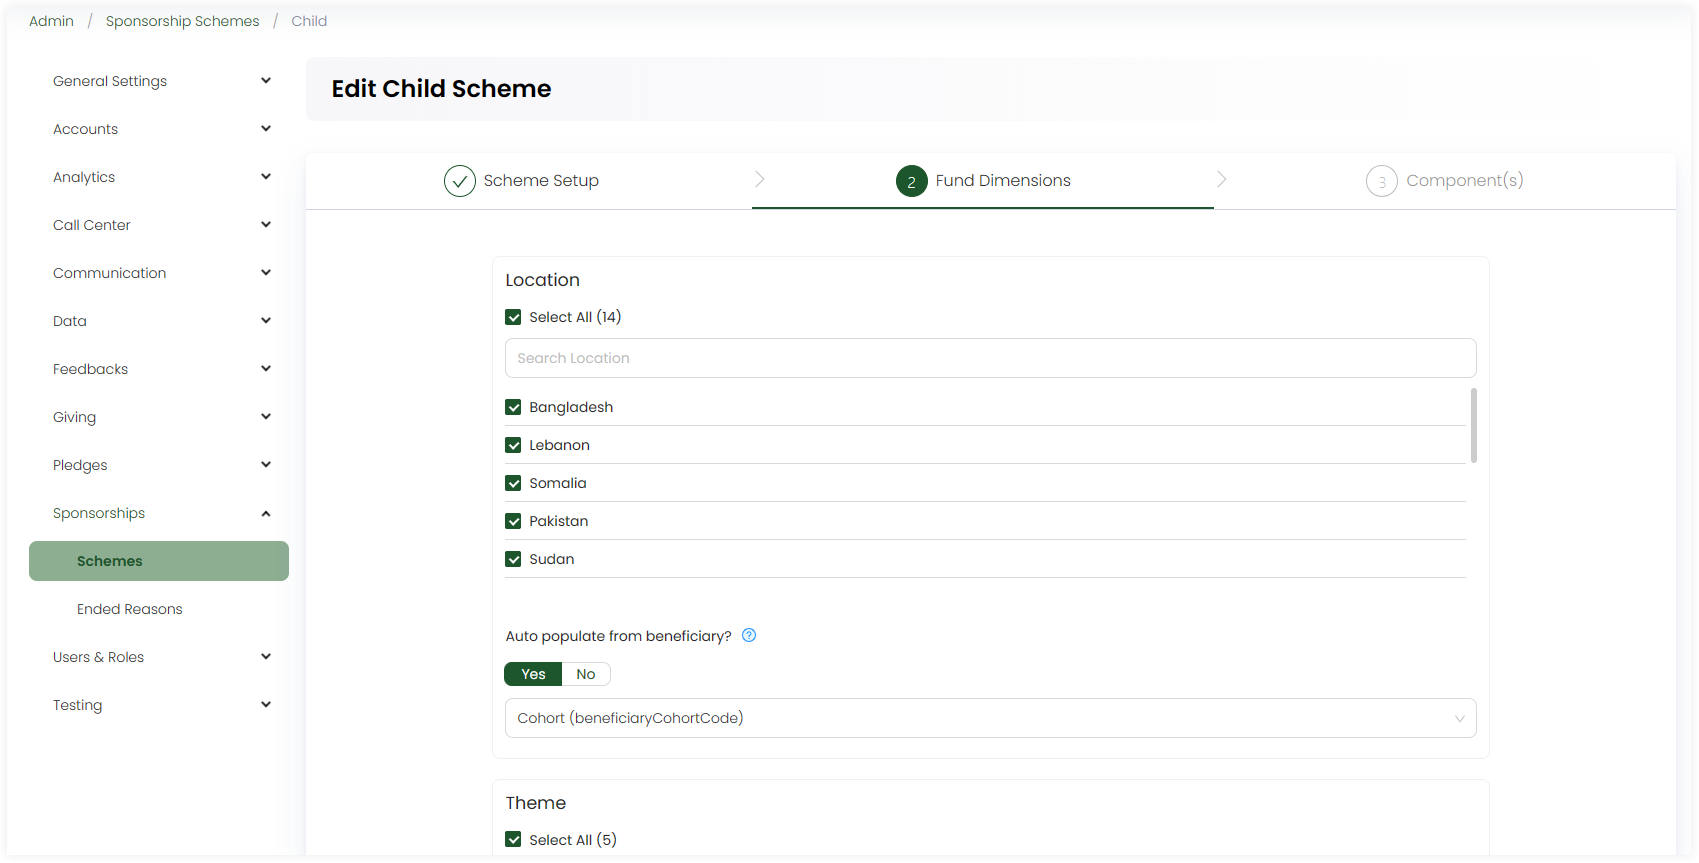 Admin / Sponsorship Schemes / Child
General Settings
Accounts
Analytics
Call Center
Communication
Data
Feedbacks
Giving
Pledges
Sponsorships
Schemes
Ended Reasons
Users & Roles
Testing
Edit Child Scheme
Scheme Setup
2 Fund Dimensions
3 Component(s)
Location
Select All (14)
Search Location
Bangladesh
Lebanon
Somalia
Pakistan
Sudan
Auto populate from beneficiary? ?
Yes No
Cohort (beneficiaryCohortCode)
Theme
Select All (5)